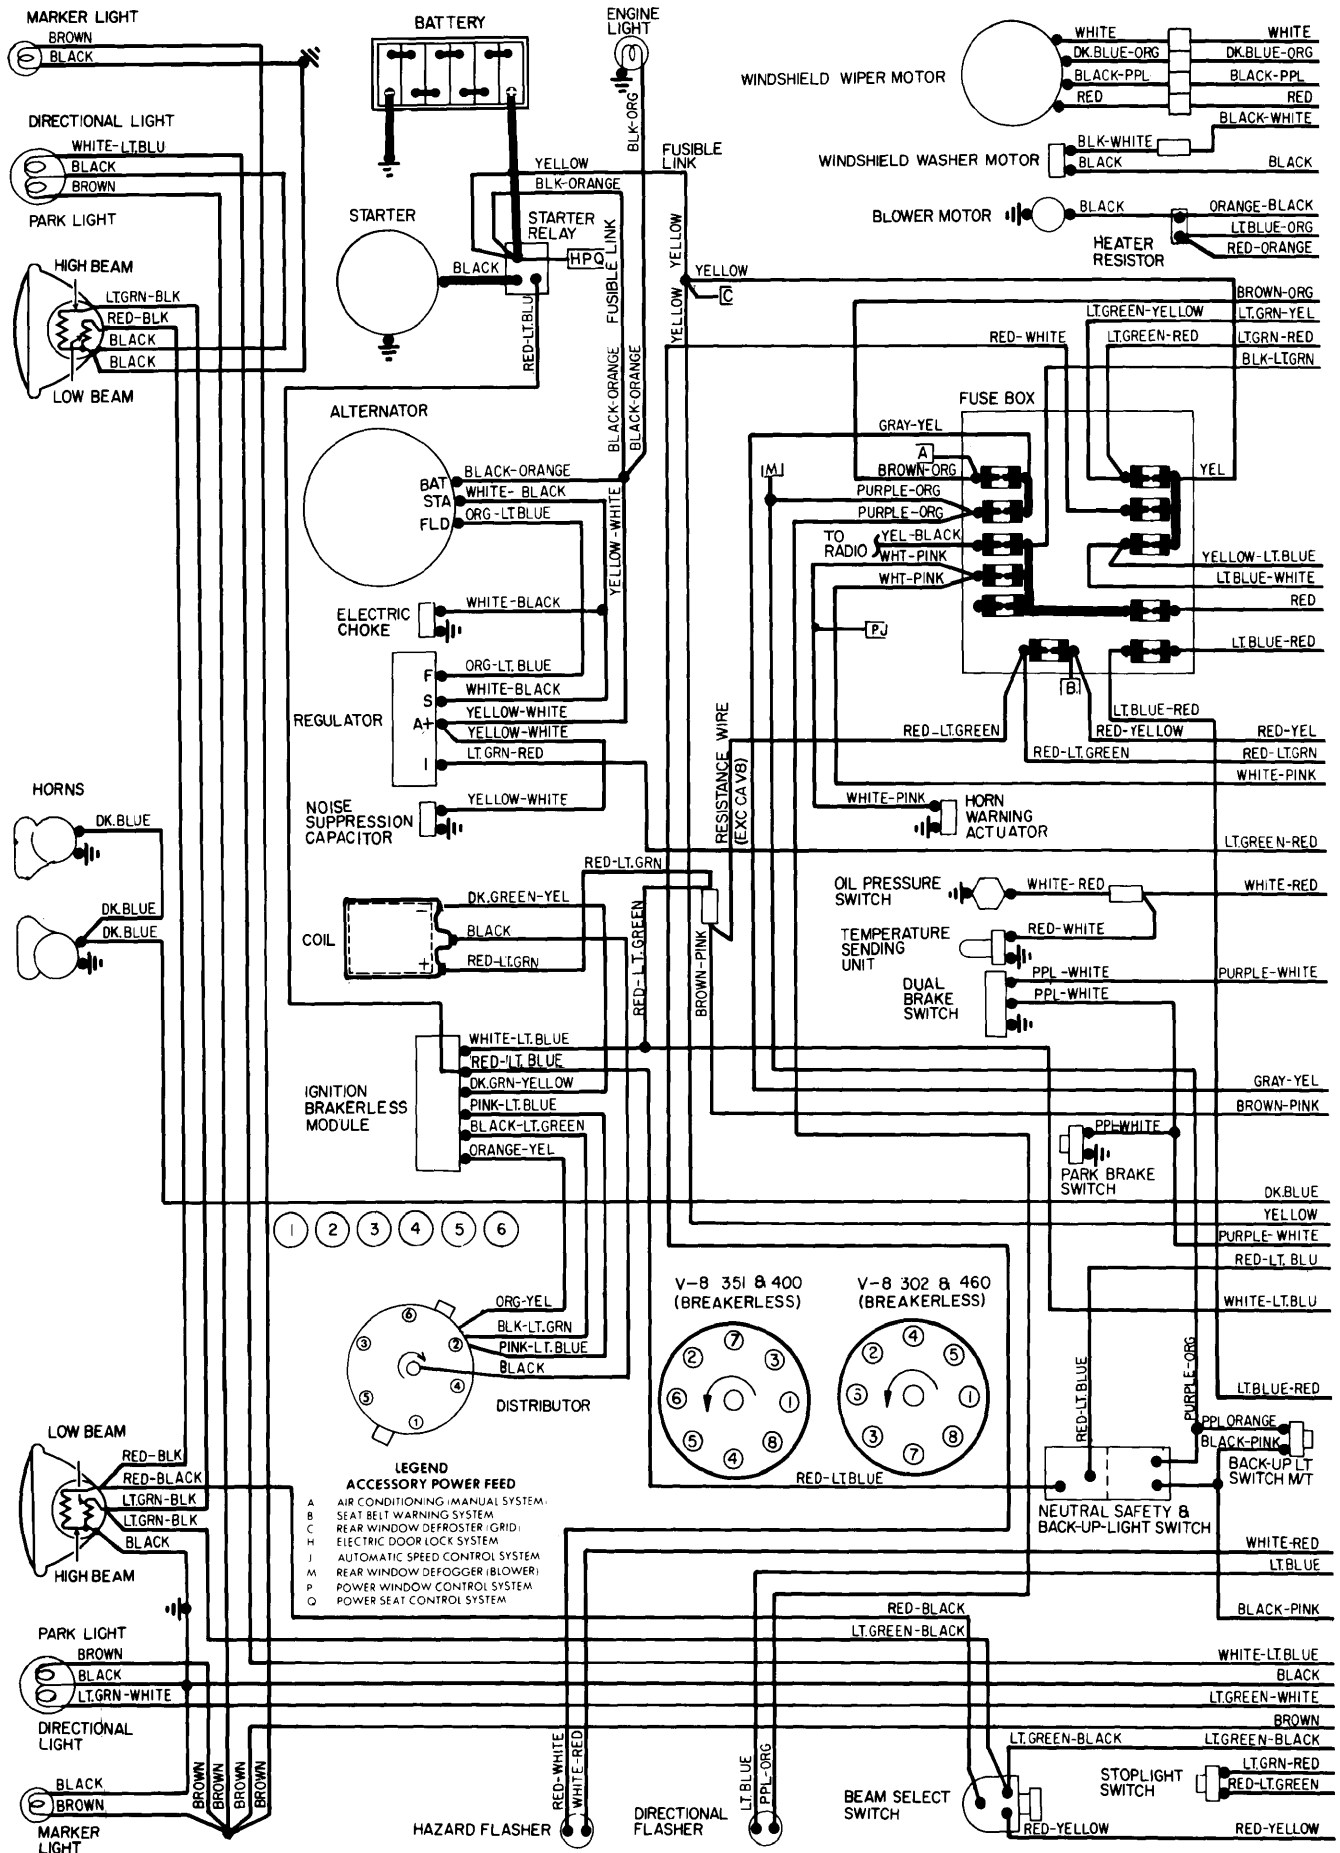 MARKER LIGHT
BROWN
BLACK
DIRECTIONAL LIGHT
WHITE-LT.BLU
BLACK
BROWN
PARK LIGHT
HIGH BEAM
LT.GRN-BLK
RED-BLK
BLACK
BLACK
LOW BEAM
BATTERY
ENGINE
LIGHT
BLK-ORG
FUSIBLE
LINK
YELLOW
BLK-ORANGE
STARTER
STARTER
RELAY
HPQ
BLACK
RED-LT.BLU
FUSIBLE LINK
YELLOW
YELLOW
YELLOW
C
BLACK-ORANGE
BLACK-ORANGE
WINDSHIELD WIPER MOTOR
WHITE
WHITE
DK.BLUE-ORG
DK.BLUE-ORG
BLACK-PPL
BLACK-PPL
RED
RED
BLACK-WHITE
WINDSHIELD WASHER MOTOR
BLK-WHITE
BLACK
BLACK
BLOWER MOTOR
BLACK
ORANGE-BLACK
LT.BLUE-ORG
RED-ORANGE
HEATER
RESISTOR
BROWN-ORG
LT.GREEN-YELLOW
LT.GRN-YEL
RED-WHITE
LT.GREEN-RED
LT.GRN-RED
BLK-LT.GRN
FUSE BOX
GRAY-YEL
A
BROWN-ORG
M
PURPLE-ORG
PURPLE-ORG
TO
RADIO
YEL-BLACK
WHT-PINK
WHT-PINK
PJ
YEL
YELLOW-LT.BLUE
LT.BLUE-WHITE
RED
LT.BLUE-RED
B
LT.BLUE-RED
RED-LT.GREEN
RED-YELLOW
RED-YEL
RED-LT.GREEN
RED-LT.GRN
WHITE-PINK
ALTERNATOR
BAT
BLACK-ORANGE
STA
WHITE-BLACK
FLD
ORG-LT.BLUE
YELLOW-WHITE
ELECTRIC
CHOKE
WHITE-BLACK
REGULATOR
F
ORG-LT.BLUE
S
WHITE-BLACK
A+
YELLOW-WHITE
YELLOW-WHITE
I
LT.GRN-RED
NOISE
SUPPRESSION
CAPACITOR
YELLOW-WHITE
RESISTANCE WIRE
(EXC CA V8)
WHITE-PINK
HORN
WARNING
ACTUATOR
LT.GREEN-RED
HORNS
DK.BLUE
DK.BLUE
DK.BLUE
RED-LT.GRN
COIL
-
+
DK.GREEN-YEL
BLACK
RED-LT.GRN
RED-LT.GREEN
BROWN-PINK
OIL PRESSURE
SWITCH
WHITE-RED
WHITE-RED
TEMPERATURE
SENDING
UNIT
RED-WHITE
DUAL
BRAKE
SWITCH
PPL-WHITE
PURPLE-WHITE
PPL-WHITE
IGNITION
BRAKERLESS
MODULE
WHITE-LT.BLUE
RED-LT.BLUE
DK.GRN-YELLOW
PINK-LT.BLUE
BLACK-LT.GREEN
ORANGE-YEL
GRAY-YEL
BROWN-PINK
PPL-WHITE
PARK BRAKE
SWITCH
DK.BLUE
YELLOW
PURPLE-WHITE
RED-LT.BLU
WHITE-LT.BLU
1 2 3 4 5 6
ORG-YEL
BLK-LT.GRN
PINK-LT.BLUE
BLACK
DISTRIBUTOR
6
3
2
5
4
1
V-8 351 & 400
(BREAKERLESS)
7
2
3
6
1
5
8
4
V-8 302 & 460
(BREAKERLESS)
4
2
5
6
1
3
8
7
RED-LT.BLUE
PURPLE-ORG
LT.BLUE-RED
PPL ORANGE
BLACK-PINK
BACK-UP LT
SWITCH M/T
RED-LTBLUE
NEUTRAL SAFETY &
BACK-UP-LIGHT SWITCH
LOW BEAM
RED-BLK
RED-BLACK
LT.GRN-BLK
LT.GRN-BLK
BLACK
HIGH BEAM
LEGEND
ACCESSORY POWER FEED
A AIR CONDITIONING (MANUAL SYSTEM)
B SEAT BELT WARNING SYSTEM
C REAR WINDOW DEFROSTER (GRID)
H ELECTRIC DOOR LOCK SYSTEM
J AUTOMATIC SPEED CONTROL SYSTEM
M REAR WINDOW DEFOGGER (BLOWER)
P POWER WINDOW CONTROL SYSTEM
Q POWER SEAT CONTROL SYSTEM
WHITE-RED
LT.BLUE
BLACK-PINK
RED-BLACK
LT.GREEN-BLACK
PARK LIGHT
BROWN
BLACK
LT.GRN-WHITE
DIRECTIONAL
LIGHT
WHITE-LT.BLUE
BLACK
LT.GREEN-WHITE
BROWN
LT.GREEN-BLACK
LT.GREEN-BLACK
BLACK
BROWN
MARKER
LIGHT
BROWN
BROWN
BROWN
BROWN
RED-WHITE
WHITE-RED
HAZARD FLASHER
LT.BLUE
PPL-ORG
DIRECTIONAL
FLASHER
BEAM SELECT
SWITCH
STOPLIGHT
SWITCH
LT.GRN-RED
RED-LT.GREEN
RED-YELLOW
RED-YELLOW